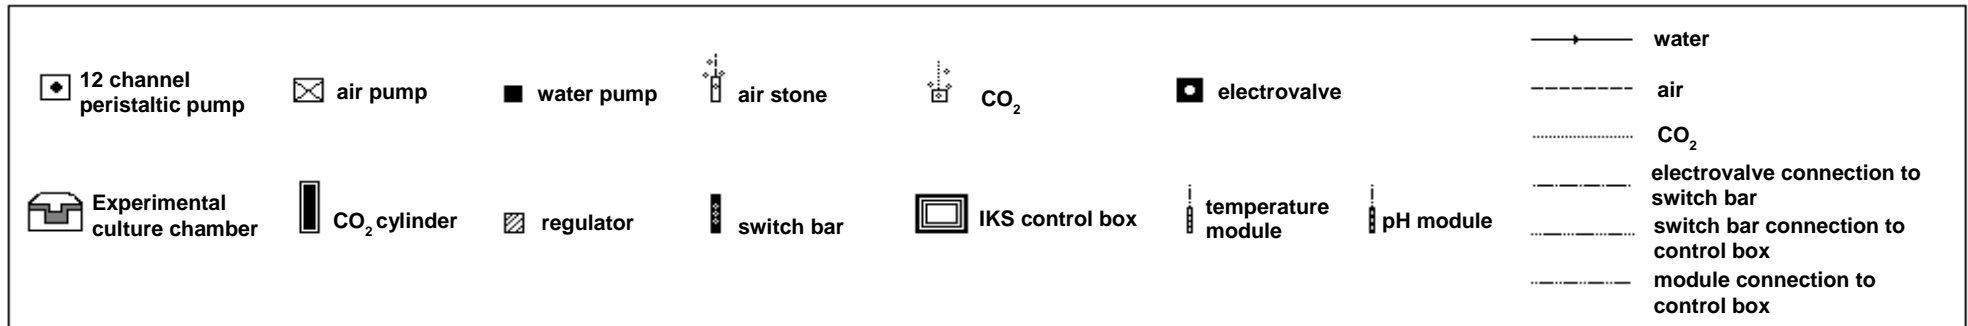 12 channel
peristaltic pump
air pump
water pump
air stone
CO₂
electrovalve
water
air
CO₂
electrovalve connection to
switch bar
switch bar connection to
control box
module connection to
control box
Experimental
culture chamber
CO₂ cylinder
regulator
switch bar
IKS control box
temperature
module
pH module